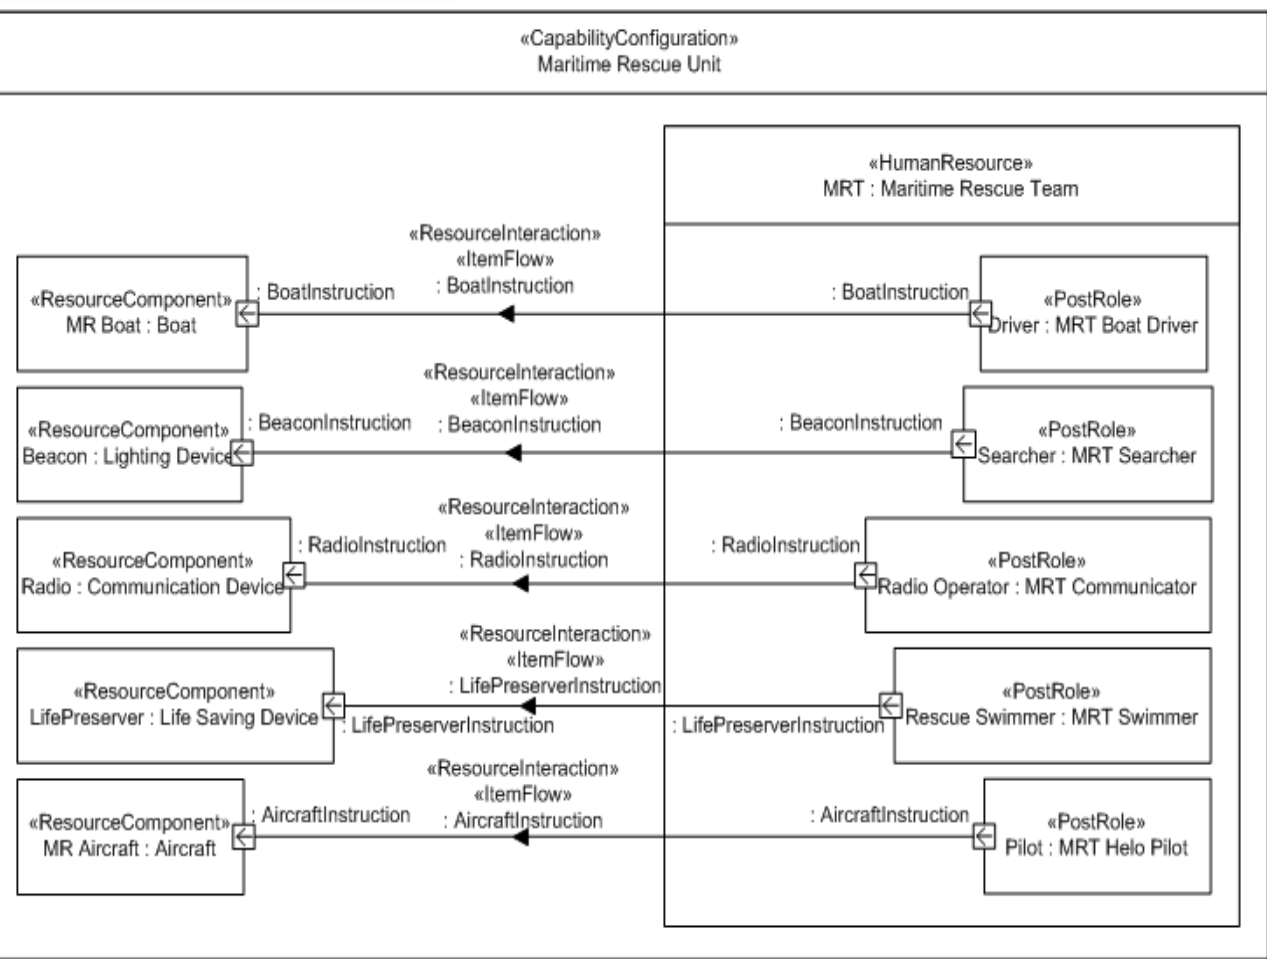 «CapabilityConfiguration»
Maritime Rescue Unit
«HumanResource»
MRT : Maritime Rescue Team
«ResourceComponent»
MR Boat : Boat
: BoatInstruction
«ResourceInteraction»
«ItemFlow»
: BoatInstruction
: BoatInstruction
«PostRole»
Driver : MRT Boat Driver
«ResourceComponent»
Beacon : Lighting Device
: BeaconInstruction
«ResourceInteraction»
«ItemFlow»
: BeaconInstruction
: BeaconInstruction
«PostRole»
Searcher : MRT Searcher
«ResourceComponent»
Radio : Communication Device
: RadioInstruction
«ResourceInteraction»
«ItemFlow»
: RadioInstruction
: RadioInstruction
«PostRole»
Radio Operator : MRT Communicator
«ResourceComponent»
LifePreserver : Life Saving Device
: LifePreserverInstruction
«ResourceInteraction»
«ItemFlow»
: LifePreserverInstruction
: LifePreserverInstruction
«PostRole»
Rescue Swimmer : MRT Swimmer
«ResourceComponent»
MR Aircraft : Aircraft
: AircraftInstruction
«ResourceInteraction»
«ItemFlow»
: AircraftInstruction
: AircraftInstruction
«PostRole»
Pilot : MRT Helo Pilot